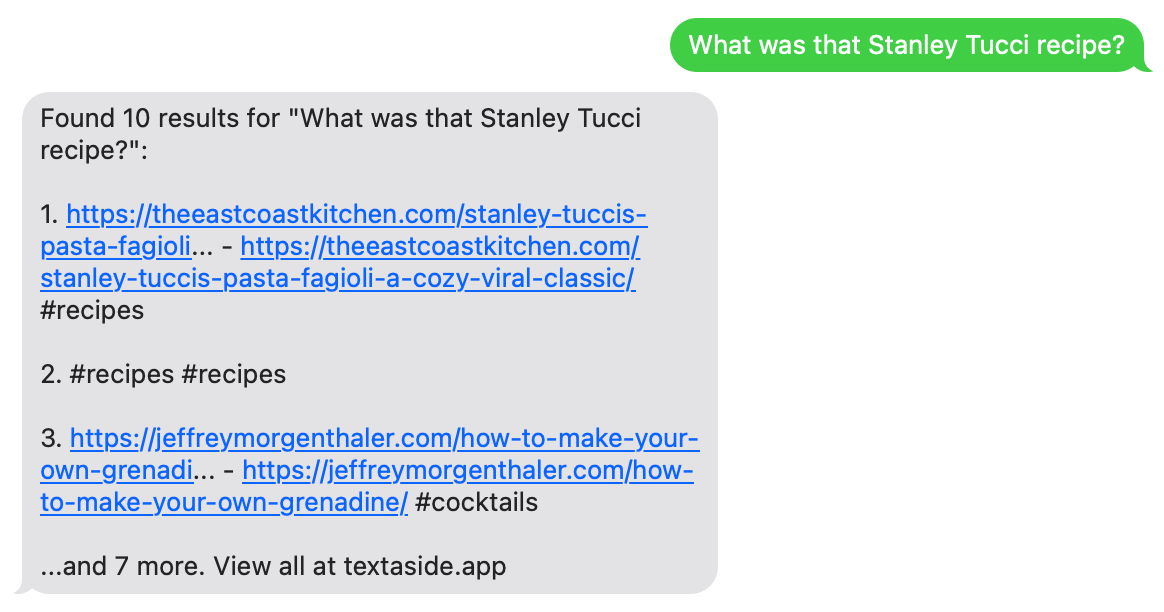 What was that Stanley Tucci recipe?
Found 10 results for "What was that Stanley Tucci
recipe?":
1. https://theeastcoastkitchen.com/stanley-tuccis-
pasta-fagioli... - https://theeastcoastkitchen.com/
stanley-tuccis-pasta-fagioli-a-cozy-viral-classic/
#recipes
2. #recipes #recipes
3. https://jeffreymorgenthaler.com/how-to-make-your-
own-grenadi... - https://jeffreymorgenthaler.com/how-
to-make-your-own-grenadine/ #cocktails
...and 7 more. View all at textaside.app